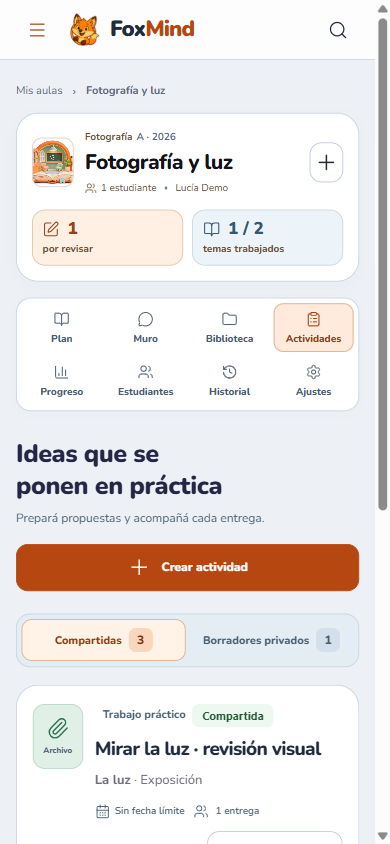 FoxMind
Mis aulas › Fotografía y luz
Fotografía A · 2026
Fotografía y luz
1 estudiante • Lucía Demo
1
por revisar
1 / 2
temas trabajados
Plan
Muro
Biblioteca
Actividades
Progreso
Estudiantes
Historial
Ajustes
Ideas que se
ponen en práctica
Prepará propuestas y acompañá cada entrega.
Crear actividad
Compartidas 3
Borradores privados 1
Archivo
Trabajo práctico Compartida
Mirar la luz · revisión visual
La luz · Exposición
Sin fecha límite 1 entrega